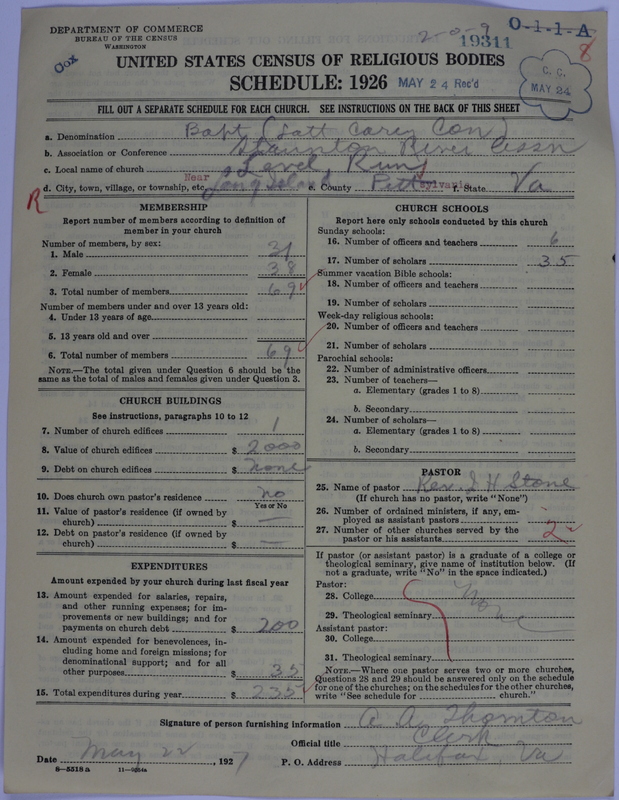 DEPARTMENT OF COMMERCE
BUREAU OF THE CENSUS
WASHINGTON
2-0-9
O-1-1-A
8
19311
Cox
UNITED STATES CENSUS OF RELIGIOUS BODIES
SCHEDULE: 1926
MAY 24 Rec'd
C. C.
MAY 24
FILL OUT A SEPARATE SCHEDULE FOR EACH CHURCH. SEE INSTRUCTIONS ON THE BACK OF THIS SHEET
a. Denomination Bapt (Latt Carey Con)
b. Association or Conference Staunton River Assn
c. Local name of church Level Run
d. City, town, village, or township, etc. Near Long Island e. County Pittsylvania f. State Va
R
MEMBERSHIP
Report number of members according to definition of
member in your church
Number of members, by sex:
1. Male 31
2. Female 38
3. Total number of members 69
Number of members under and over 13 years old:
4. Under 13 years of age
5. 13 years old and over
6. Total number of members 69
NOTE.—The total given under Question 6 should be
same as the total of males and females given under Question 3.
CHURCH BUILDINGS
See instructions, paragraphs 10 to 12
7. Number of church edifices 1
8. Value of church edifices $ 2000
9. Debt on church edifices $ none
10. Does church own pastor's residence no
Yes or No
11. Value of pastor's residence (if owned by
church) $ —
12. Debt on pastor's residence (if owned by
church) $ —
EXPENDITURES
Amount expended by your church during last fiscal year
13. Amount expended for salaries, repairs,
and other running expenses; for im-
provements or new buildings; and for
payments on church debt $ 200
14. Amount expended for benevolences, in-
cluding home and foreign missions; for
denominational support; and for all
other purposes $ 35
15. Total expenditures during year $ 235
CHURCH SCHOOLS
Report here only schools conducted by this church
Sunday schools:
16. Number of officers and teachers 6
17. Number of scholars 35
Summer vacation Bible schools:
18. Number of officers and teachers
19. Number of scholars
Week-day religious schools:
20. Number of officers and teachers
21. Number of scholars
Parochial schools:
22. Number of administrative officers
23. Number of teachers—
a. Elementary (grades 1 to 8)
b. Secondary
24. Number of scholars—
a. Elementary (grades 1 to 8)
b. Secondary
PASTOR
25. Name of pastor Rev. J H Stone
(If church has no pastor, write "None")
26. Number of ordained ministers, if any, em-
ployed as assistant pastors
27. Number of other churches served by the
pastor or his assistants 2
If pastor (or assistant pastor) is a graduate of a college or
theological seminary, give name of institution below. (If
not a graduate, write "No" in the space indicated.)
Pastor:
28. College None
29. Theological seminary
Assistant pastor:
30. College
31. Theological seminary
NOTE.—Where one pastor serves two or more churches,
Questions 28 and 29 should be answered only on the schedule
for one of the churches; on the schedules for the other churches,
write "See schedule for church."
Signature of person furnishing information A. A. Thornton
Official title Clerk
Date May 22, 1927 P. O. Address Halifax, Va
8—5518a 11—9234a